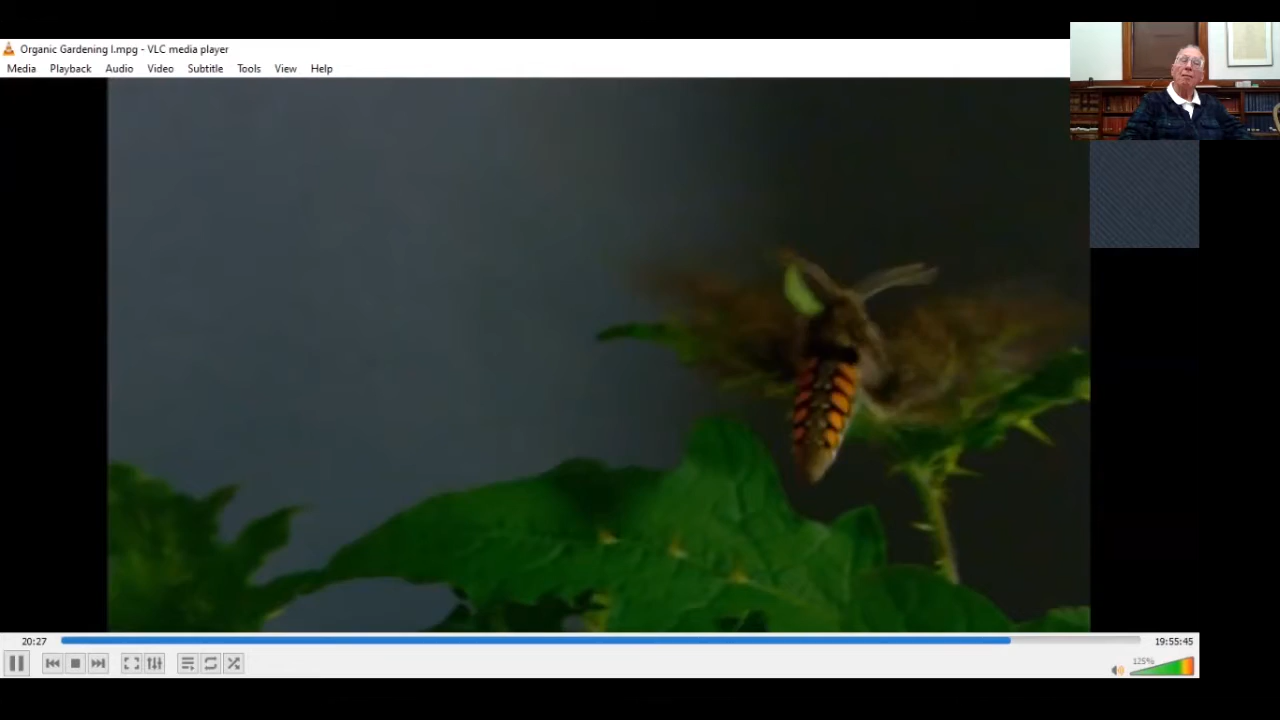 Organic Gardening I.mpg - VLC media player
Media Playback Audio Video Subtitle Tools View Help
20:27 19:55:45
125%